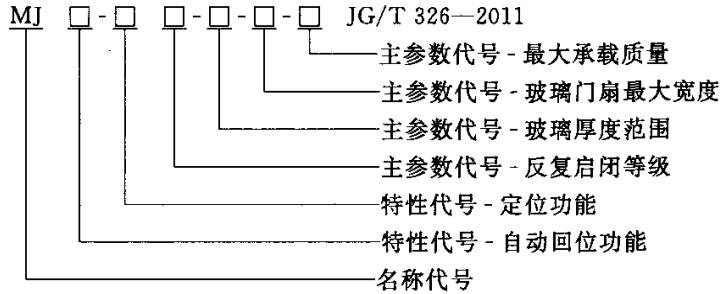 MJ □-□ □-□-□-□ JG/T 326—2011
主参数代号-最大承载质量
主参数代号-玻璃门扇最大宽度
主参数代号-玻璃厚度范围
主参数代号-反复启闭等级
特性代号-定位功能
特性代号-自动回位功能
名称代号